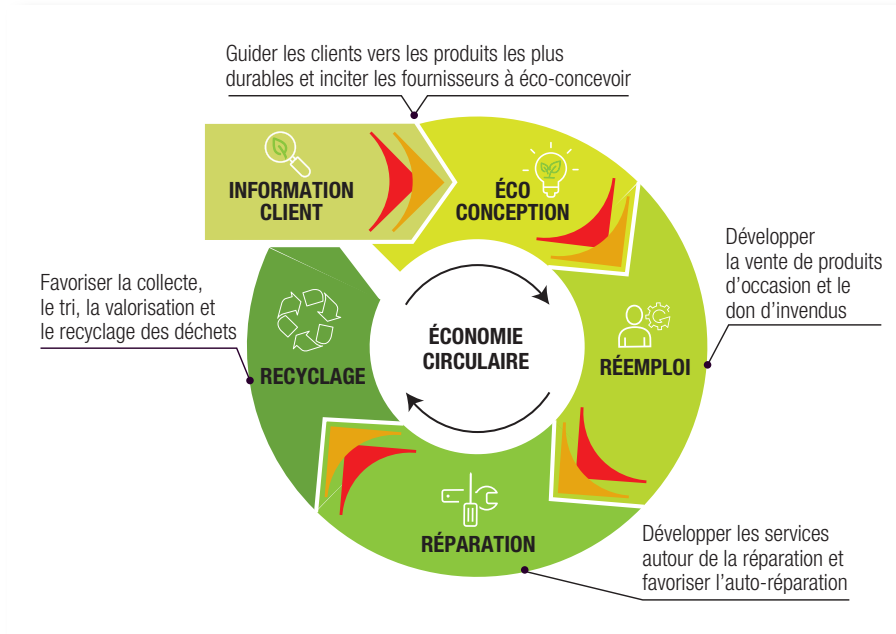 Guider les clients vers les produits les plus
durables et inciter les fournisseurs à éco-concevoir
INFORMATION
CLIENT
ÉCO
CONCEPTION
Développer
la vente de produits
d’occasion et le
don d’invendus
RÉEMPLOI
Favoriser la collecte,
le tri, la valorisation et
le recyclage des déchets
RECYCLAGE
ÉCONOMIE
CIRCULAIRE
RÉPARATION
Développer les services
autour de la réparation et
favoriser l’auto-réparation